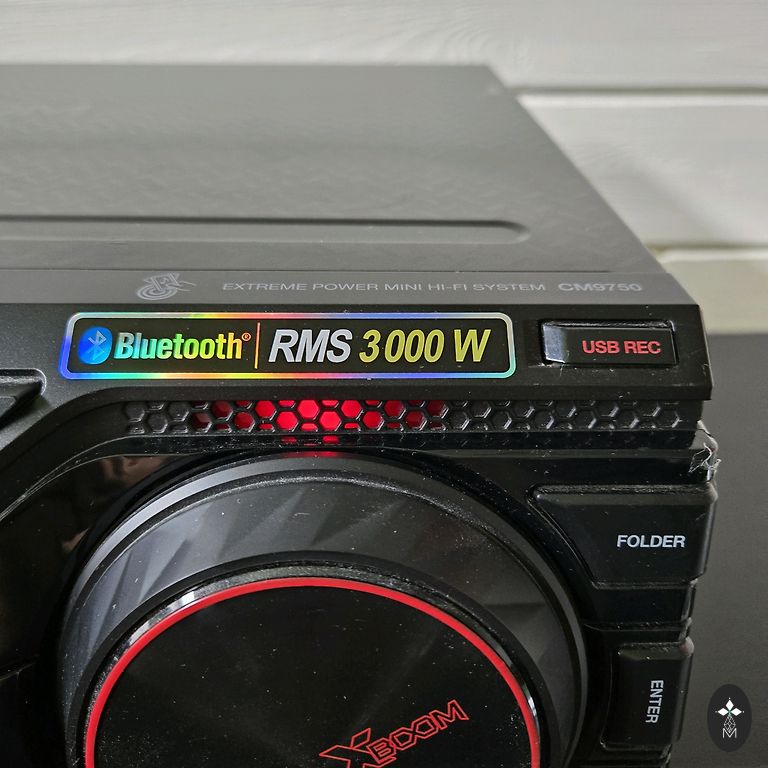 EXTREME POWER MINI HI-FI SYSTEM CM9750
Bluetooth® RMS 3000 W
USB REC
FOLDER
ENTER
XBOOM
M